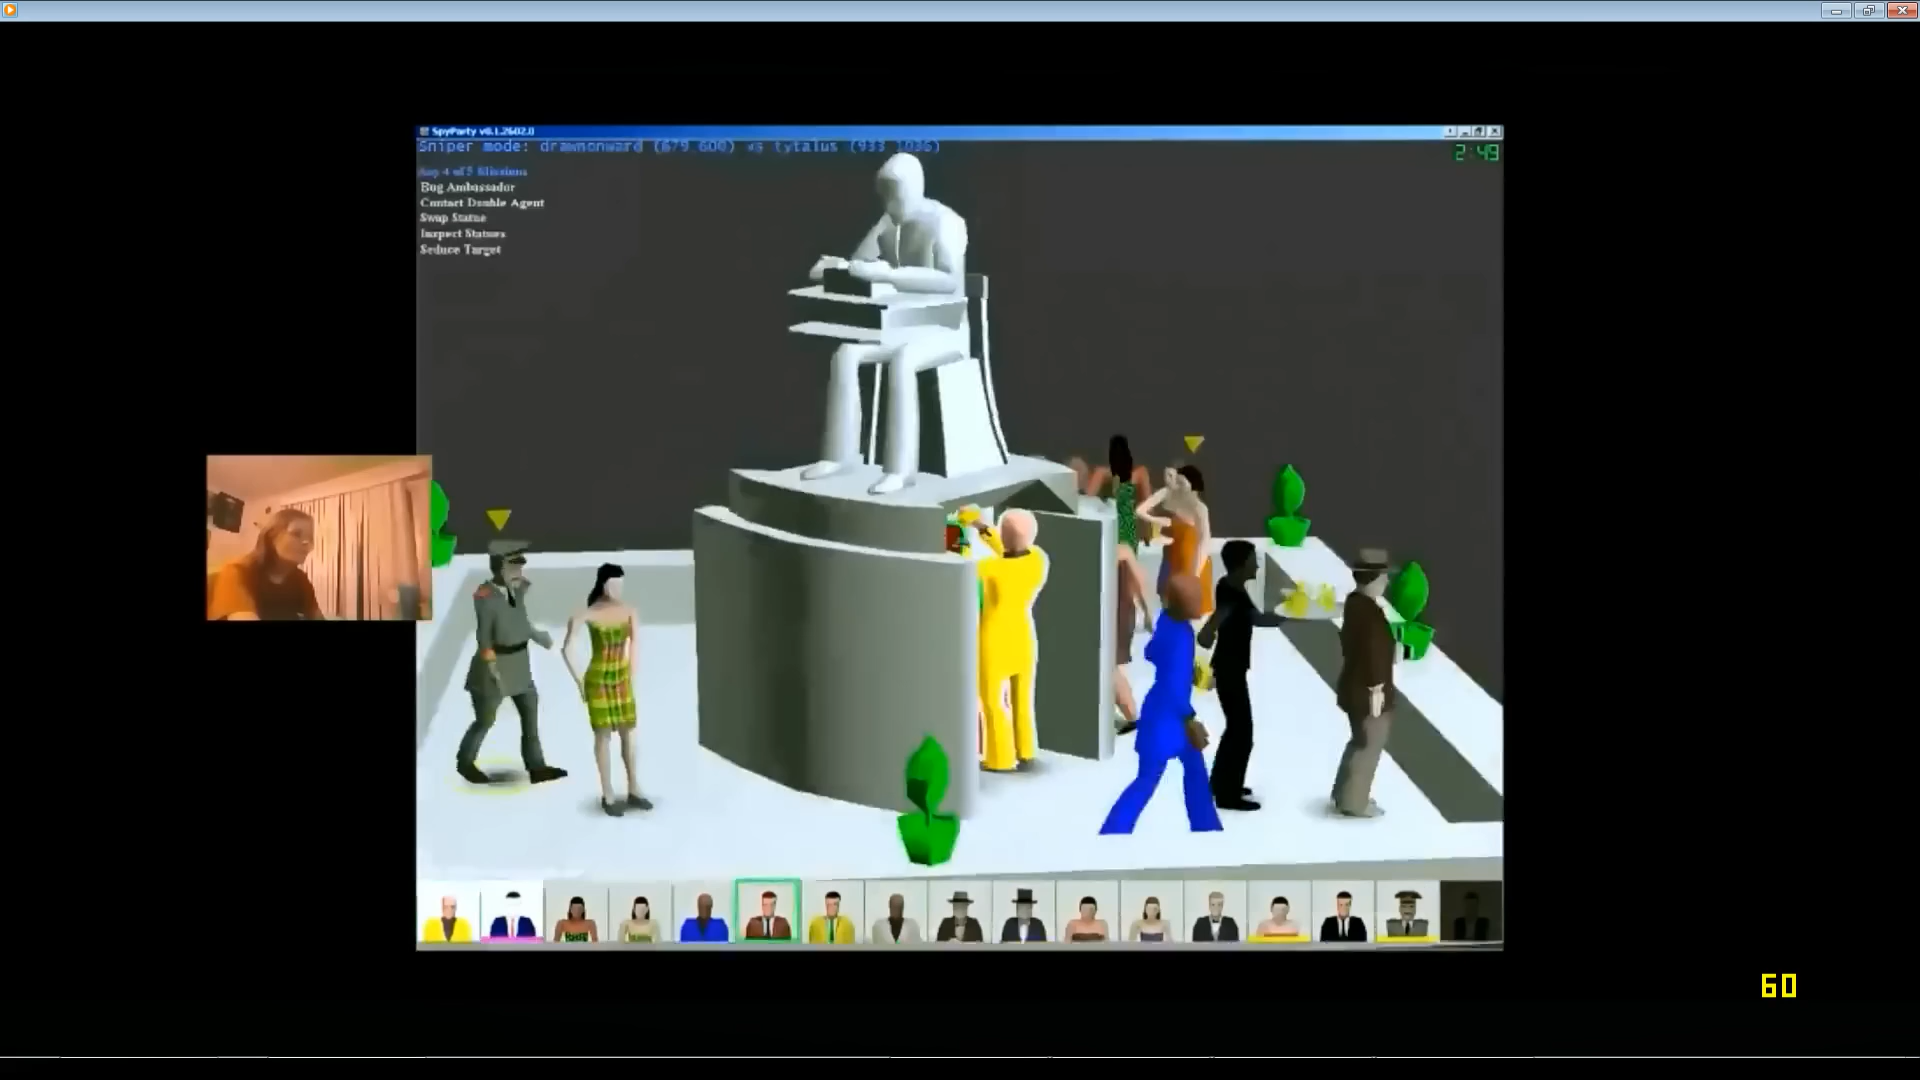 SpyParty v0.1.2602.0
Sniper mode: drawnonward (679 600) vs tytalus (933 1036)
2:49
Any 4 of 5 Missions
Bug Ambassador
Contact Double Agent
Swap Statue
Inspect Statues
Seduce Target
60